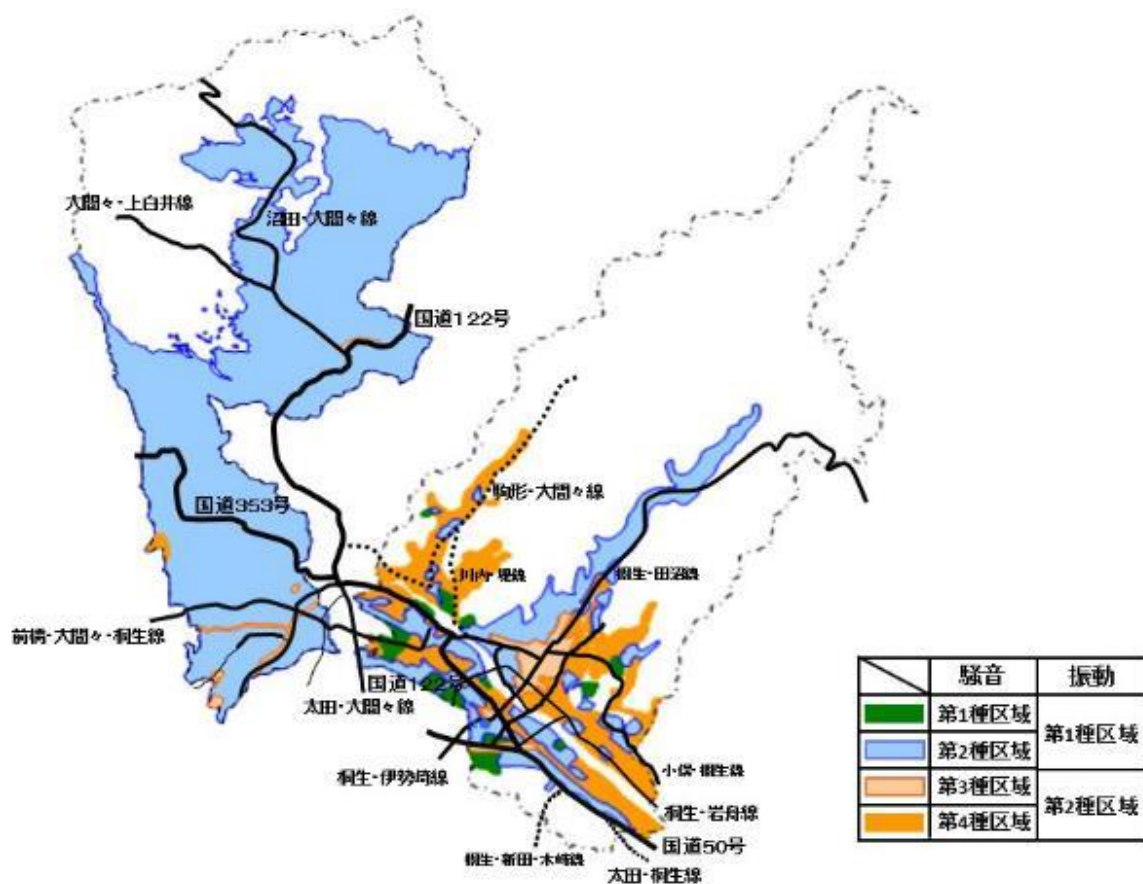 大間々-上白井線
沼田-大間々線
国道122号
国道353号
駒形-大間々線
川内-堤線
桐生-田沼線
前橋-大間々-桐生線
国道122号
太田-大間々線
桐生-伊勢崎線
小俣-桐生線
桐生-岩舟線
国道50号
桐生-新田-木崎線
太田-桐生線
騒音 振動
第1種区域 第1種区域
第2種区域
第3種区域 第2種区域
第4種区域